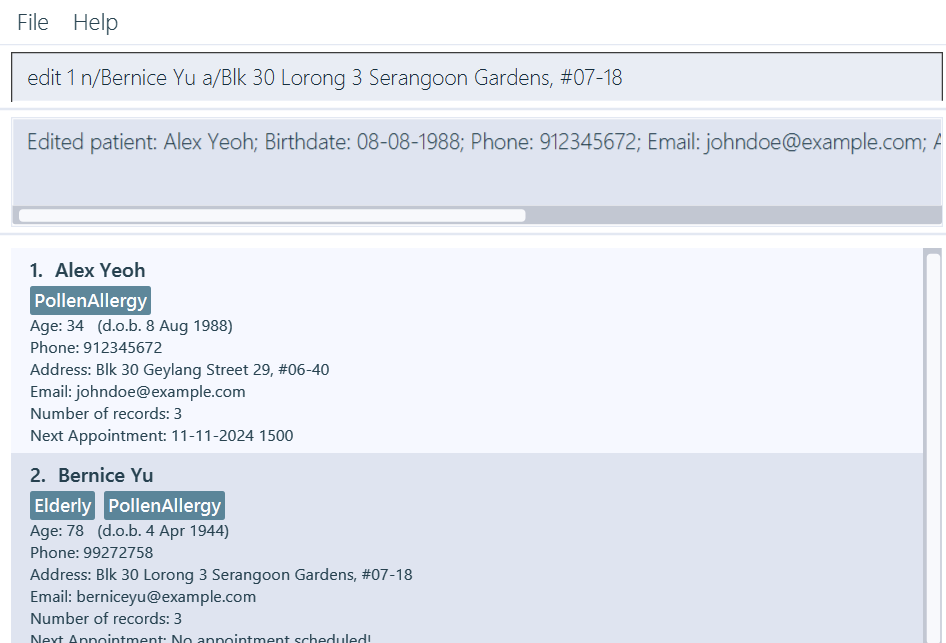 File Help
edit 1 n/Bernice Yu a/Blk 30 Lorong 3 Serangoon Gardens, #07-18
Edited patient: Alex Yeoh; Birthdate: 08-08-1988; Phone: 912345672; Email: johndoe@example.com;
1. Alex Yeoh
PollenAllergy
Age: 34 (d.o.b. 8 Aug 1988)
Phone: 912345672
Address: Blk 30 Geylang Street 29, #06-40
Email: johndoe@example.com
Number of records: 3
Next Appointment: 11-11-2024 1500
2. Bernice Yu
Elderly PollenAllergy
Age: 78 (d.o.b. 4 Apr 1944)
Phone: 99272758
Address: Blk 30 Lorong 3 Serangoon Gardens, #07-18
Email: berniceyu@example.com
Number of records: 3
Next Appointment: No appointment scheduled!